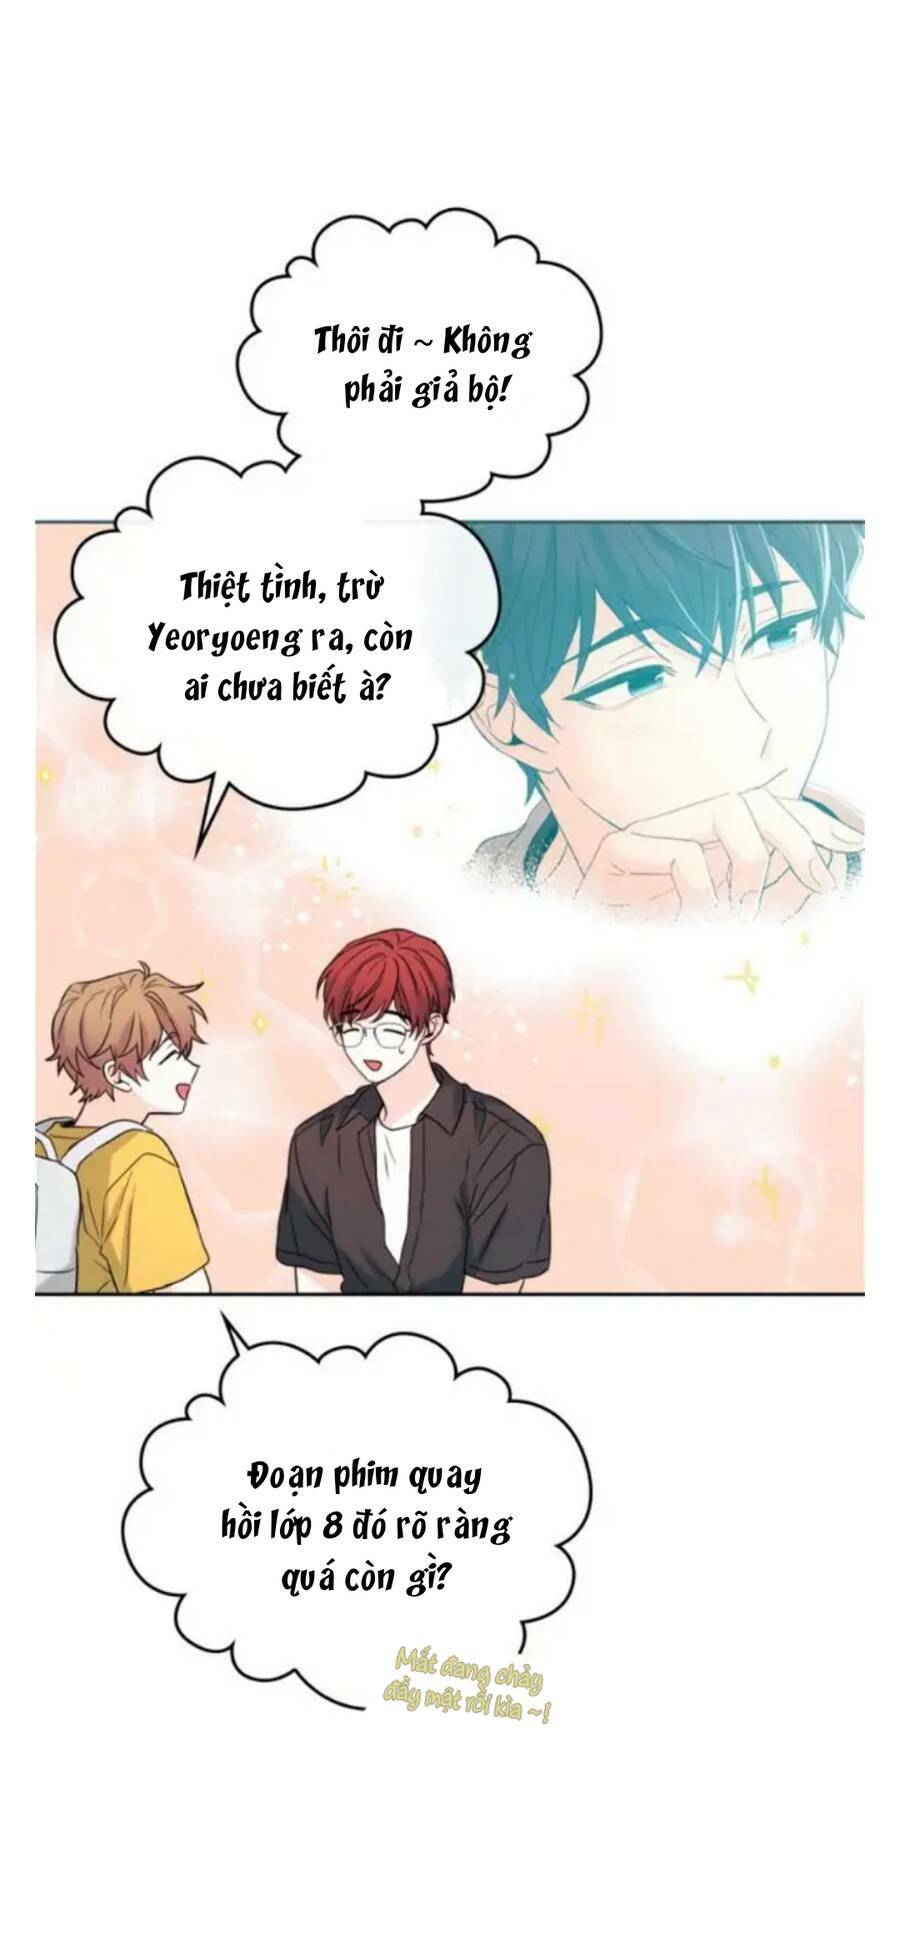 Thôi đi ~ Không
phải giả bộ!
Thiệt tình, trừ
Yeoryoeng ra, còn
ai chưa biết à?
Đoạn phim quay
hồi lớp 8 đó rõ ràng
quá còn gì?
Mắt đang chảy
đầy mật rồi kìa ~!